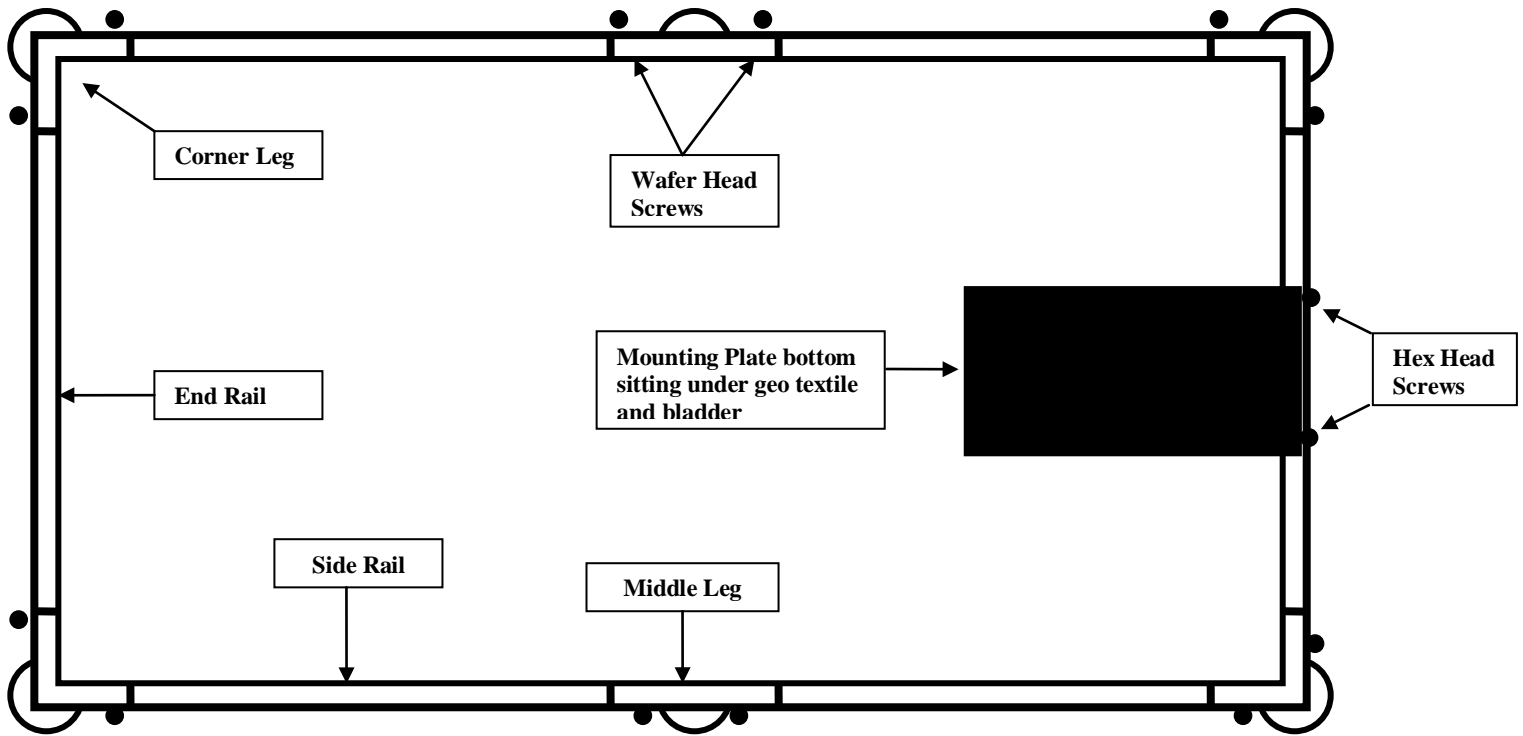 Corner Leg
Wafer Head
Screws
Mounting Plate bottom
sitting under geo textile
and bladder
Hex Head
Screws
End Rail
Side Rail
Middle Leg